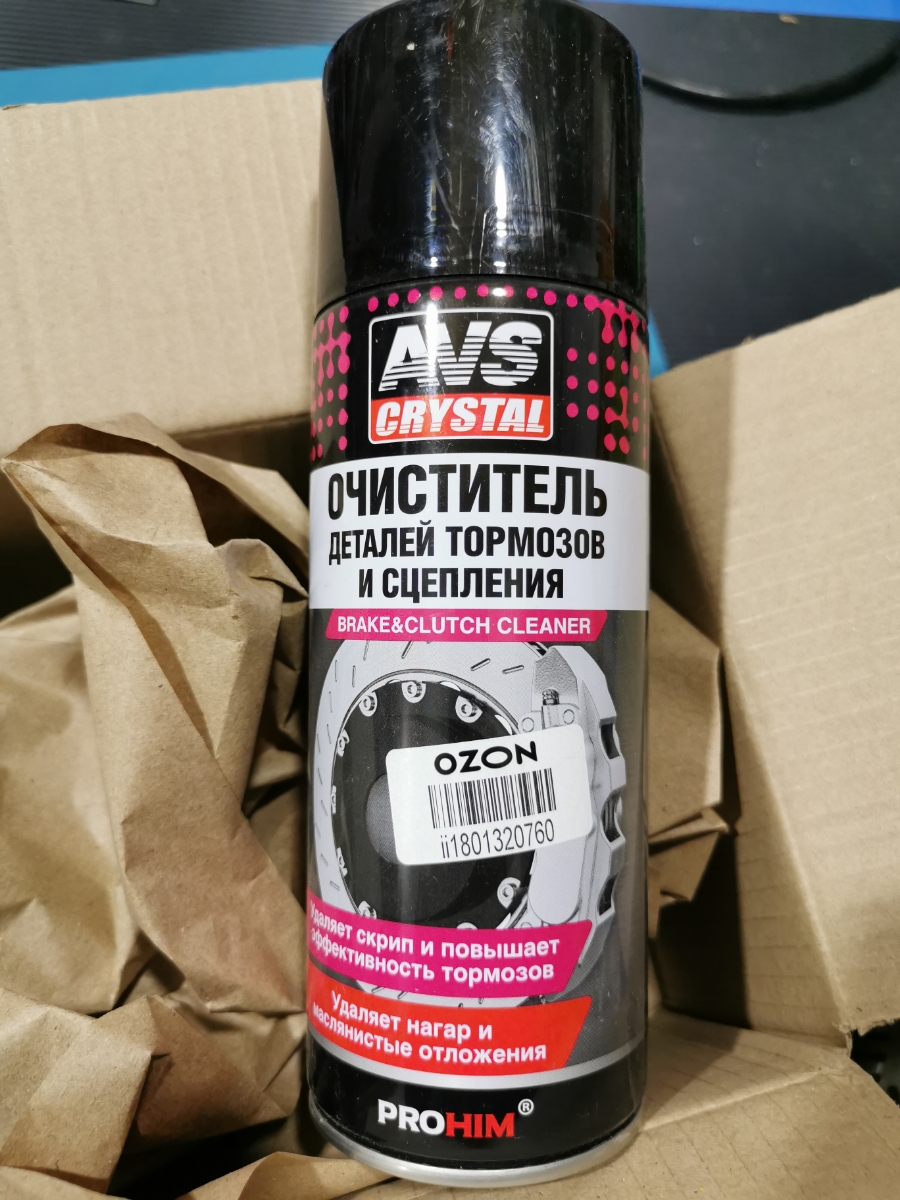 AVS
CRYSTAL
ОЧИСТИТЕЛЬ
ДЕТАЛЕЙ ТОРМОЗОВ
И СЦЕПЛЕНИЯ
BRAKE&CLUTCH CLEANER
OZON
ii1801320760
Удаляет скрип и повышает
эффективность тормозов
Удаляет нагар и
маслянистые отложения
PROHIM®